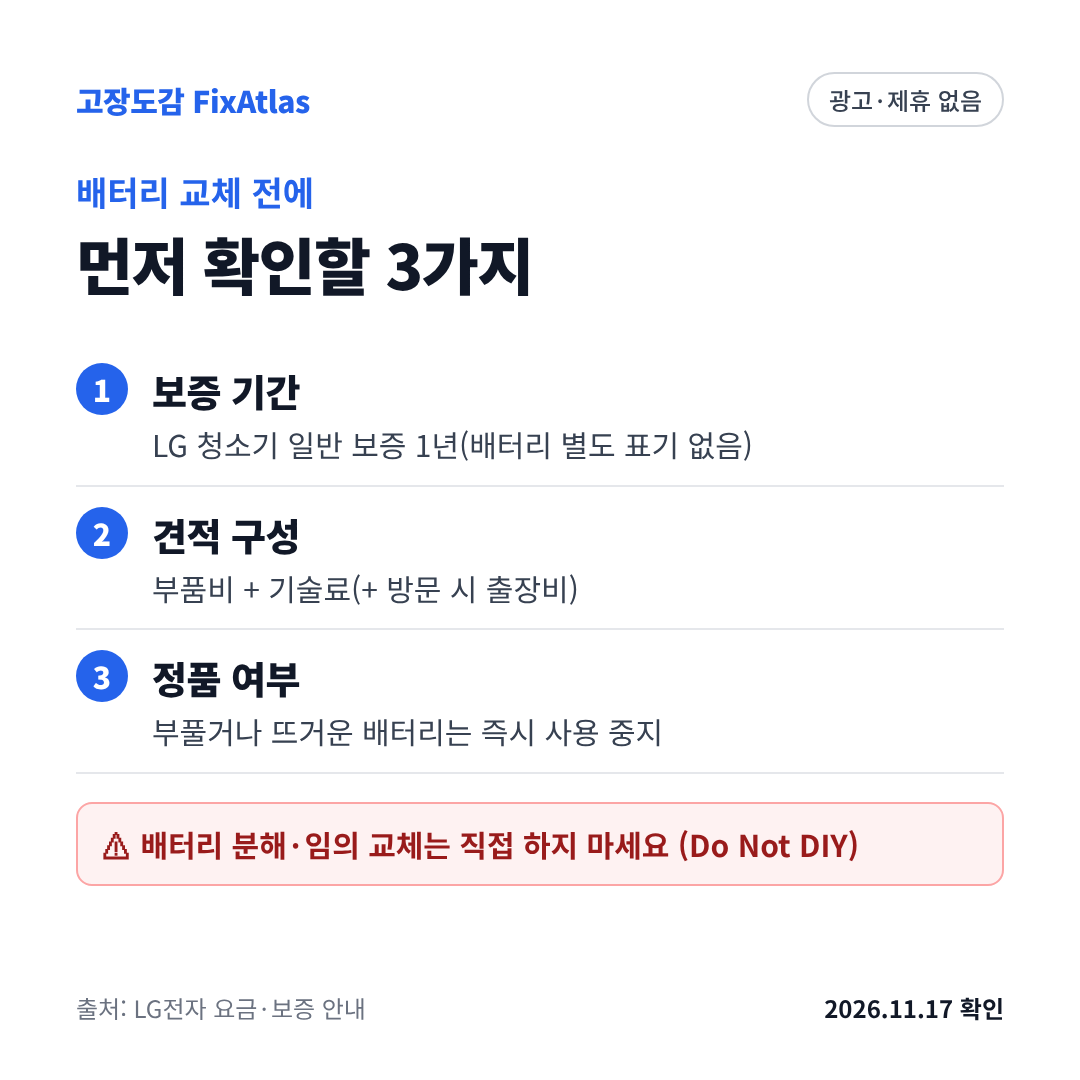 고장도감 FixAtlas
광고·제휴 없음
배터리 교체 전에
먼저 확인할 3가지
1 보증 기간
LG 청소기 일반 보증 1년(배터리 별도 표기 없음)
2 견적 구성
부품비 + 기술료(+ 방문 시 출장비)
3 정품 여부
부풀거나 뜨거운 배터리는 즉시 사용 중지
⚠ 배터리 분해·임의 교체는 직접 하지 마세요 (Do Not DIY)
출처: LG전자 요금·보증 안내
2026.11.17 확인